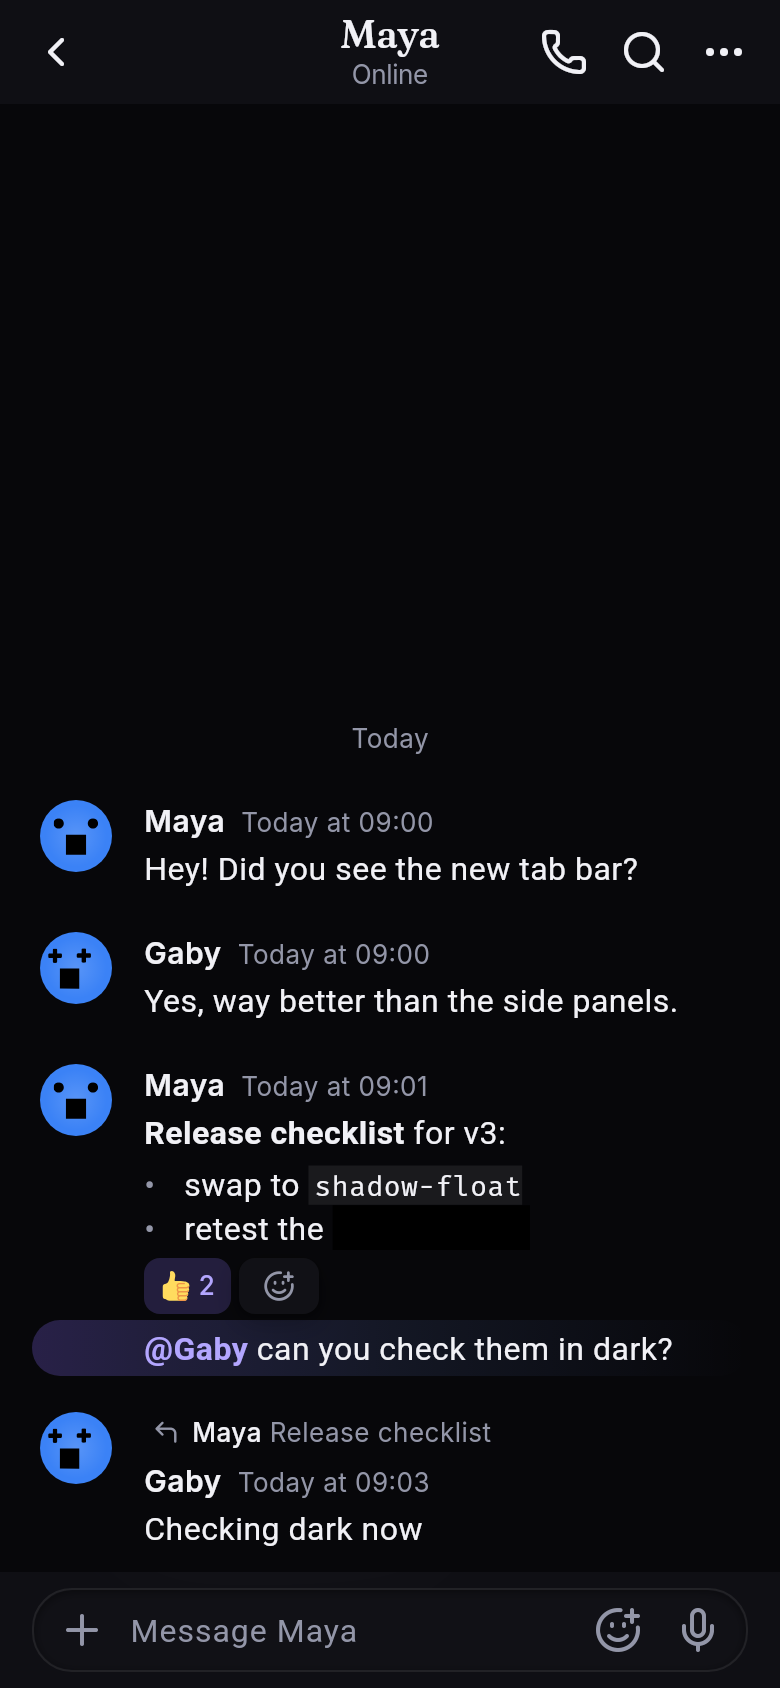 Maya
Online
Today
Maya Today at 09:00
Hey! Did you see the new tab bar?
Gaby Today at 09:00
Yes, way better than the side panels.
Maya Today at 09:01
Release checklist for v3:
• swap to shadow-float
• retest the
👍 2
@Gaby can you check them in dark?
Maya Release checklist
Gaby Today at 09:03
Checking dark now
Message Maya